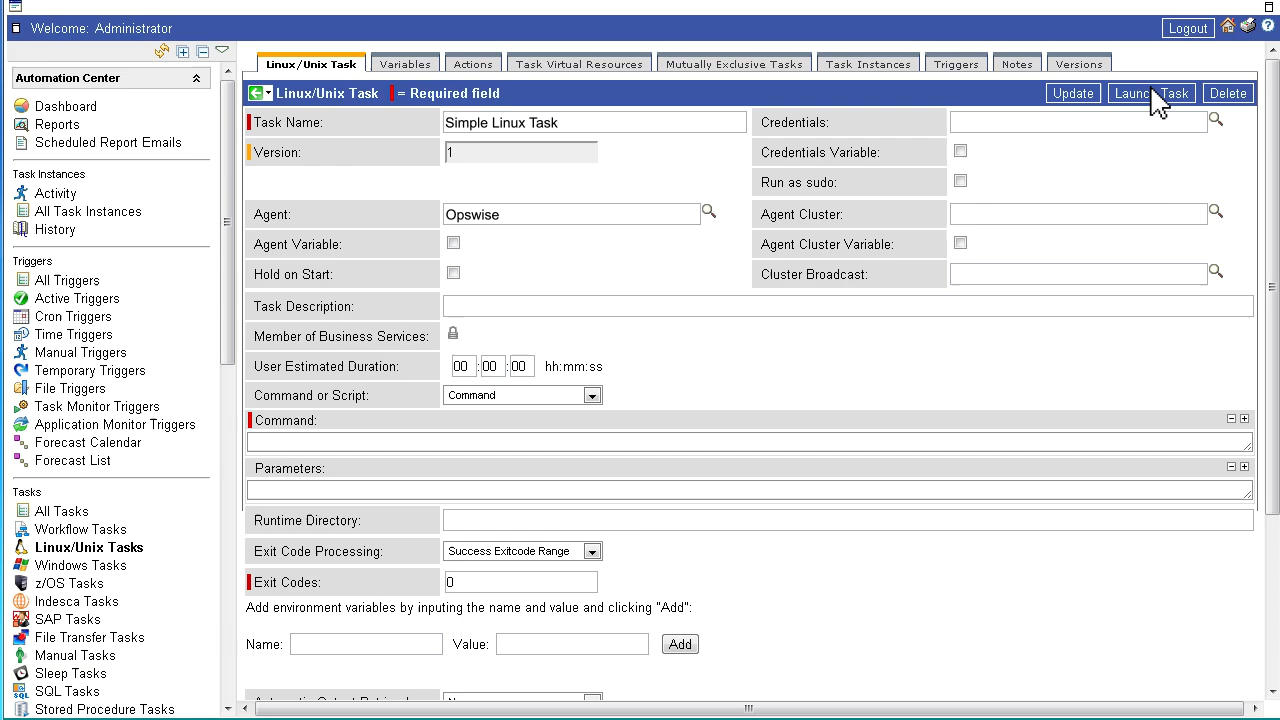 Welcome: Administrator
Logout
Automation Center
Dashboard
Reports
Scheduled Report Emails
Task Instances
Activity
All Task Instances
History
Triggers
All Triggers
Active Triggers
Cron Triggers
Time Triggers
Manual Triggers
Temporary Triggers
File Triggers
Task Monitor Triggers
Application Monitor Triggers
Forecast Calendar
Forecast List
Tasks
All Tasks
Workflow Tasks
Linux/Unix Tasks
Windows Tasks
z/OS Tasks
Indesca Tasks
SAP Tasks
File Transfer Tasks
Manual Tasks
Sleep Tasks
SQL Tasks
Stored Procedure Tasks
Linux/Unix Task Variables Actions Task Virtual Resources Mutually Exclusive Tasks Task Instances Triggers Notes Versions
Linux/Unix Task = Required field Update Launch Task Delete
Task Name: Simple Linux Task Credentials:
Version: 1 Credentials Variable:
Run as sudo:
Agent: Opswise Agent Cluster:
Agent Variable: Agent Cluster Variable:
Hold on Start: Cluster Broadcast:
Task Description:
Member of Business Services:
User Estimated Duration: 00:00:00 hh:mm:ss
Command or Script: Command
Command:
Parameters:
Runtime Directory:
Exit Code Processing: Success Exitcode Range
Exit Codes: 0
Add environment variables by inputing the name and value and clicking "Add":
Name: Value: Add